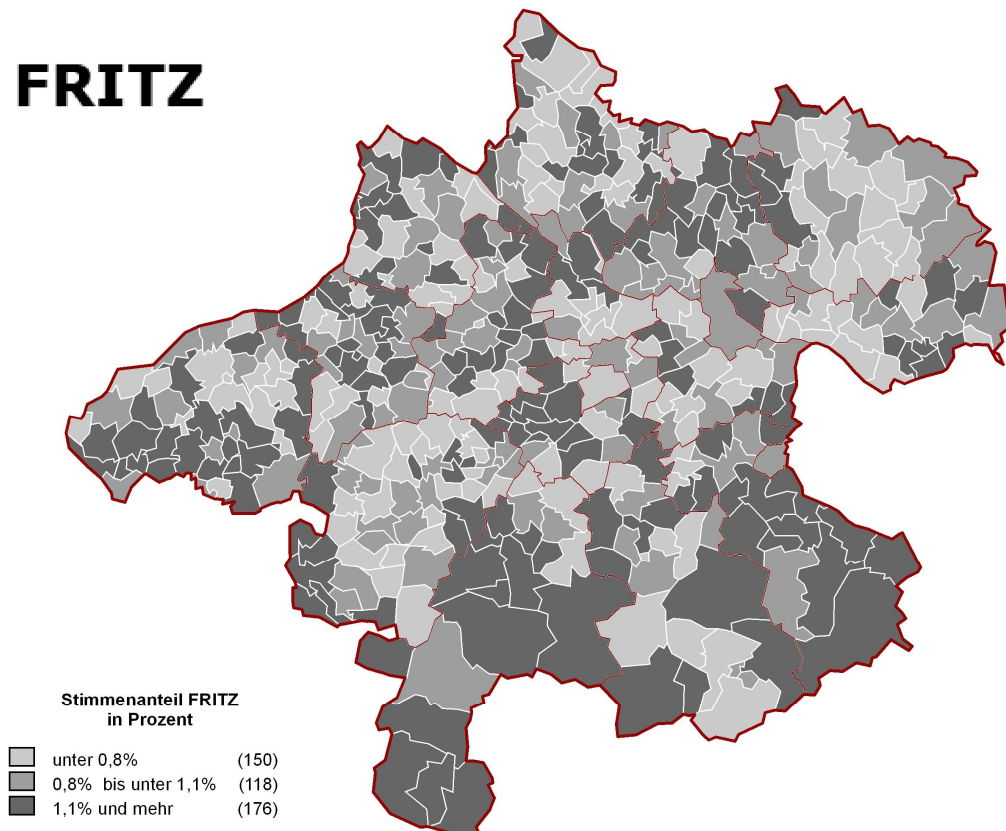 FRITZ
Stimmenanteil FRITZ
in Prozent
unter 0,8% (150)
0,8% bis unter 1,1% (118)
1,1% und mehr (176)